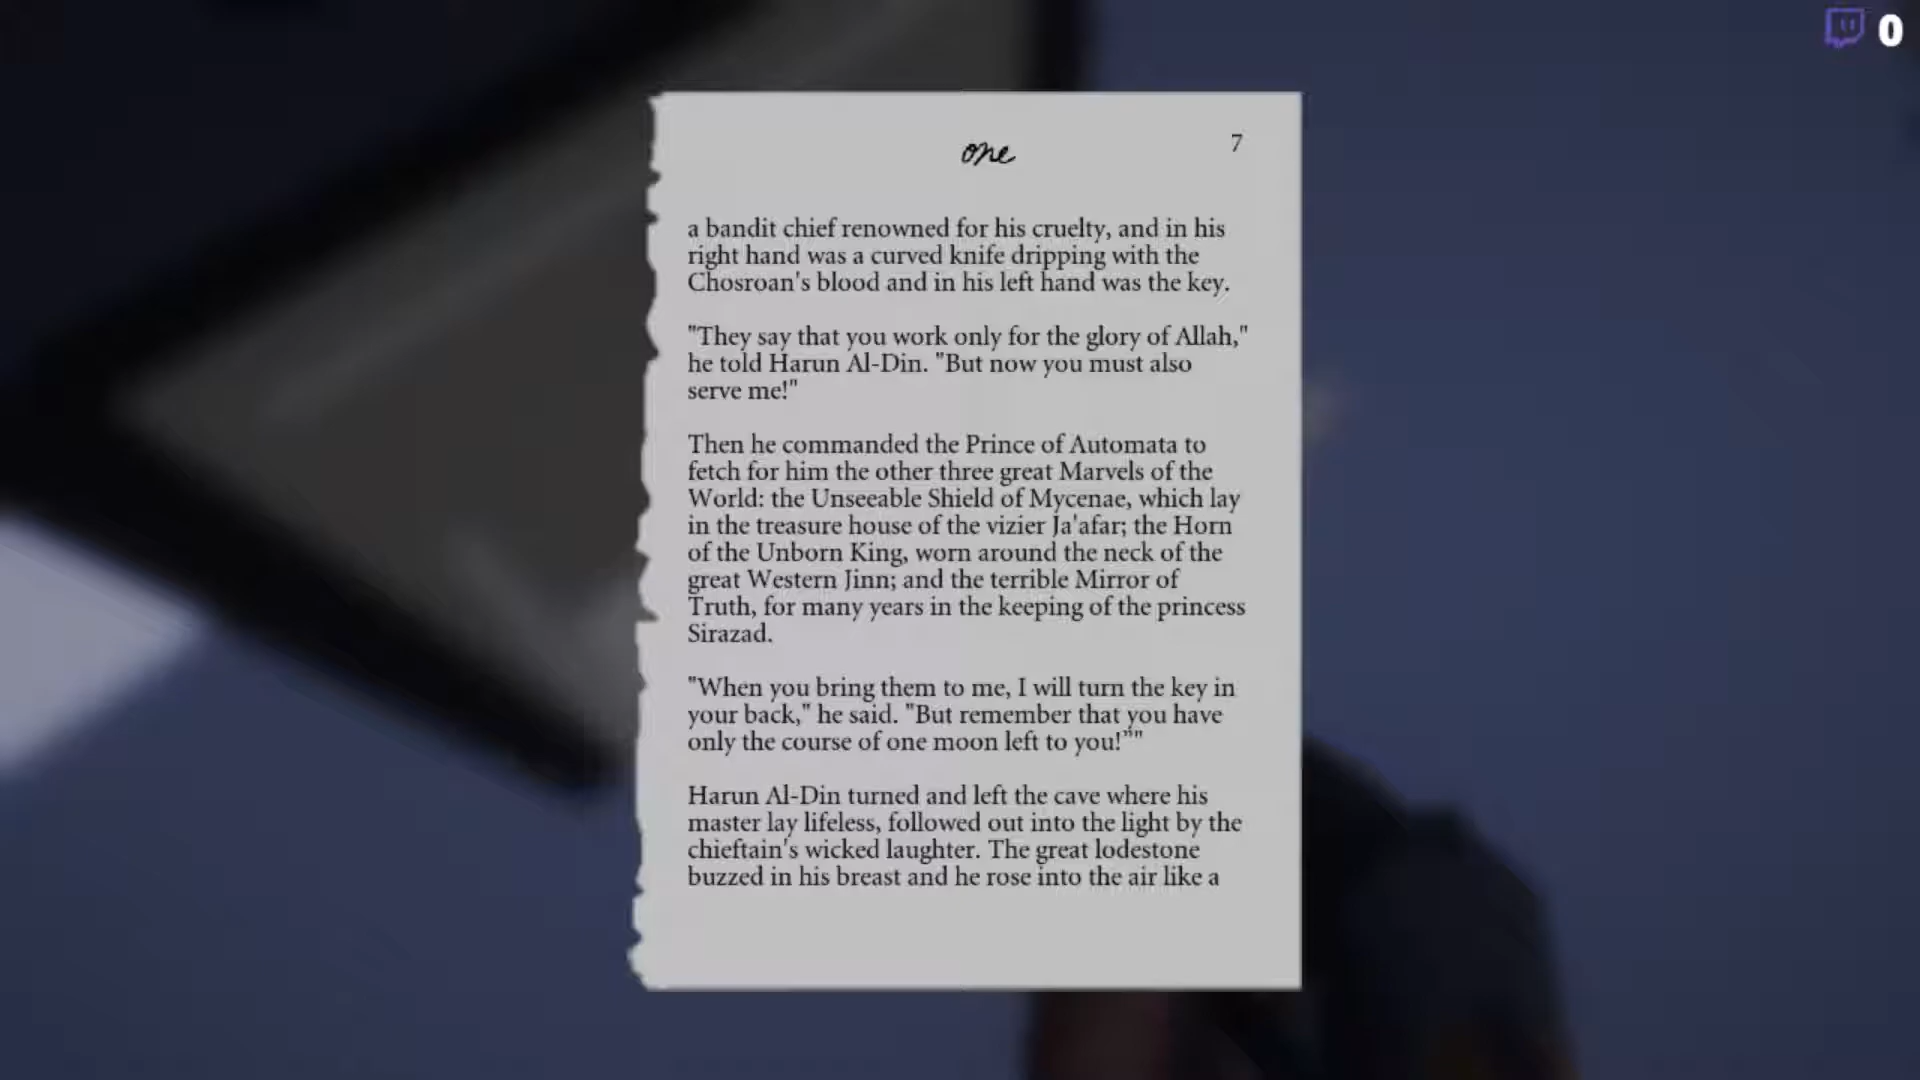 0
7
one
a bandit chief renowned for his cruelty, and in his
right hand was a curved knife dripping with the
Chosroan's blood and in his left hand was the key.
"They say that you work only for the glory of Allah,"
he told Harun Al-Din. "But now you must also
serve me!"
Then he commanded the Prince of Automata to
fetch for him the other three great Marvels of the
World: the Unseeable Shield of Mycenae, which lay
in the treasure house of the vizier Ja'afar; the Horn
of the Unborn King, worn around the neck of the
great Western Jinn; and the terrible Mirror of
Truth, for many years in the keeping of the princess
Sirazad.
"When you bring them to me, I will turn the key in
your back," he said. "But remember that you have
only the course of one moon left to you!”"
Harun Al-Din turned and left the cave where his
master lay lifeless, followed out into the light by the
chieftain's wicked laughter. The great lodestone
buzzed in his breast and he rose into the air like a